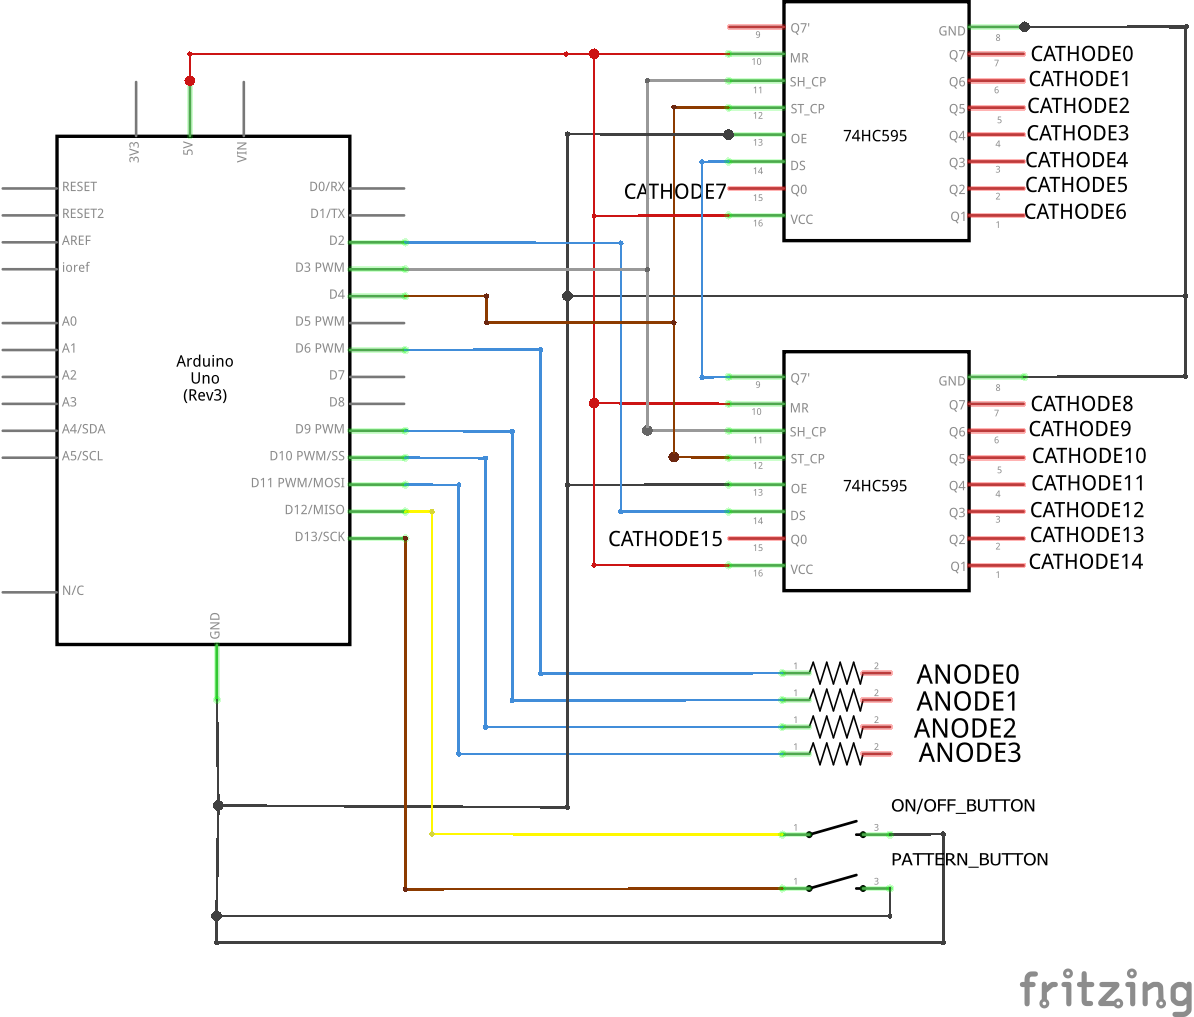 3V3
5V
VIN
RESET
RESET2
AREF
ioref
A0
A1
A2
A3
A4/SDA
A5/SCL
N/C
GND
Arduino
Uno
(Rev3)
D0/RX
D1/TX
D2
D3 PWM
D4
D5 PWM
D6 PWM
D7
D8
D9 PWM
D10 PWM/SS
D11 PWM/MOSI
D12/MISO
D13/SCK
9 Q7' GND 8
10 MR Q7 7 CATHODE0
11 SH_CP Q6 6 CATHODE1
12 ST_CP Q5 5 CATHODE2
13 OE 74HC595 Q4 4 CATHODE3
14 DS Q3 3 CATHODE4
CATHODE7 15 Q0 Q2 2 CATHODE5
16 VCC Q1 1 CATHODE6
9 Q7' GND 8
10 MR Q7 7 CATHODE8
11 SH_CP Q6 6 CATHODE9
12 ST_CP Q5 5 CATHODE10
13 OE 74HC595 Q4 4 CATHODE11
14 DS Q3 3 CATHODE12
CATHODE15 15 Q0 Q2 2 CATHODE13
16 VCC Q1 1 CATHODE14
1 2 ANODE0
1 2 ANODE1
1 2 ANODE2
1 2 ANODE3
ON/OFF_BUTTON
1 3
PATTERN_BUTTON
1 3
fritzing